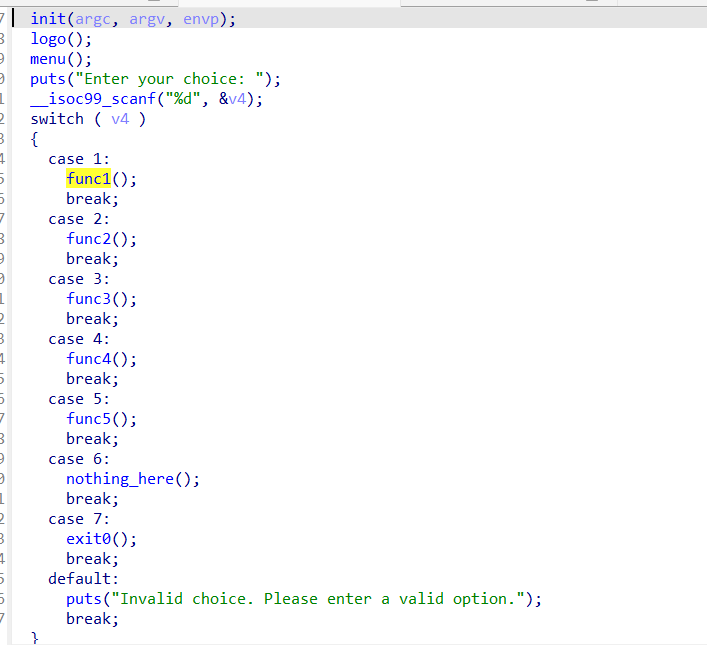 7 init(argc, argv, envp);
8 logo();
9 menu();
0 puts("Enter your choice: ");
1 __isoc99_scanf("%d", &v4);
2 switch ( v4 )
3 {
4 case 1:
5 func1();
6 break;
7 case 2:
8 func2();
9 break;
0 case 3:
1 func3();
2 break;
3 case 4:
4 func4();
5 break;
6 case 5:
7 func5();
8 break;
9 case 6:
0 nothing_here();
1 break;
2 case 7:
3 exit0();
4 break;
5 default:
6 puts("Invalid choice. Please enter a valid option.");
7 break;
}